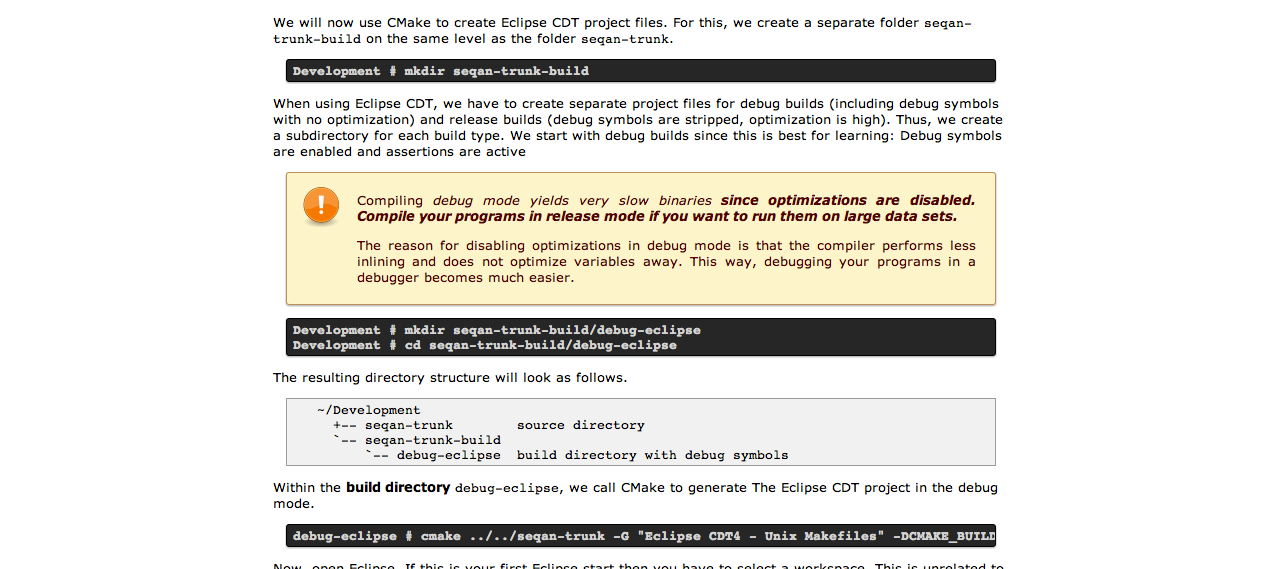 We will now use CMake to create Eclipse CDT project files. For this, we create a separate folder seqan-
trunk-build on the same level as the folder seqan-trunk.
Development # mkdir seqan-trunk-build
When using Eclipse CDT, we have to create separate project files for debug builds (including debug symbols
with no optimization) and release builds (debug symbols are stripped, optimization is high). Thus, we create
a subdirectory for each build type. We start with debug builds since this is best for learning: Debug symbols
are enabled and assertions are active
Compiling debug mode yields very slow binaries since optimizations are disabled.
Compile your programs in release mode if you want to run them on large data sets.
The reason for disabling optimizations in debug mode is that the compiler performs less
inlining and does not optimize variables away. This way, debugging your programs in a
debugger becomes much easier.
Development # mkdir seqan-trunk-build/debug-eclipse
Development # cd seqan-trunk-build/debug-eclipse
The resulting directory structure will look as follows.
~/Development
+-- seqan-trunk source directory
`-- seqan-trunk-build
`-- debug-eclipse build directory with debug symbols
Within the build directory debug-eclipse, we call CMake to generate The Eclipse CDT project in the debug
mode.
debug-eclipse # cmake ../../seqan-trunk -G "Eclipse CDT4 - Unix Makefiles" -DCMAKE_BUILD
Now, open Eclipse. If this is your first Eclipse start then you have to select a workspace. This is unrelated to